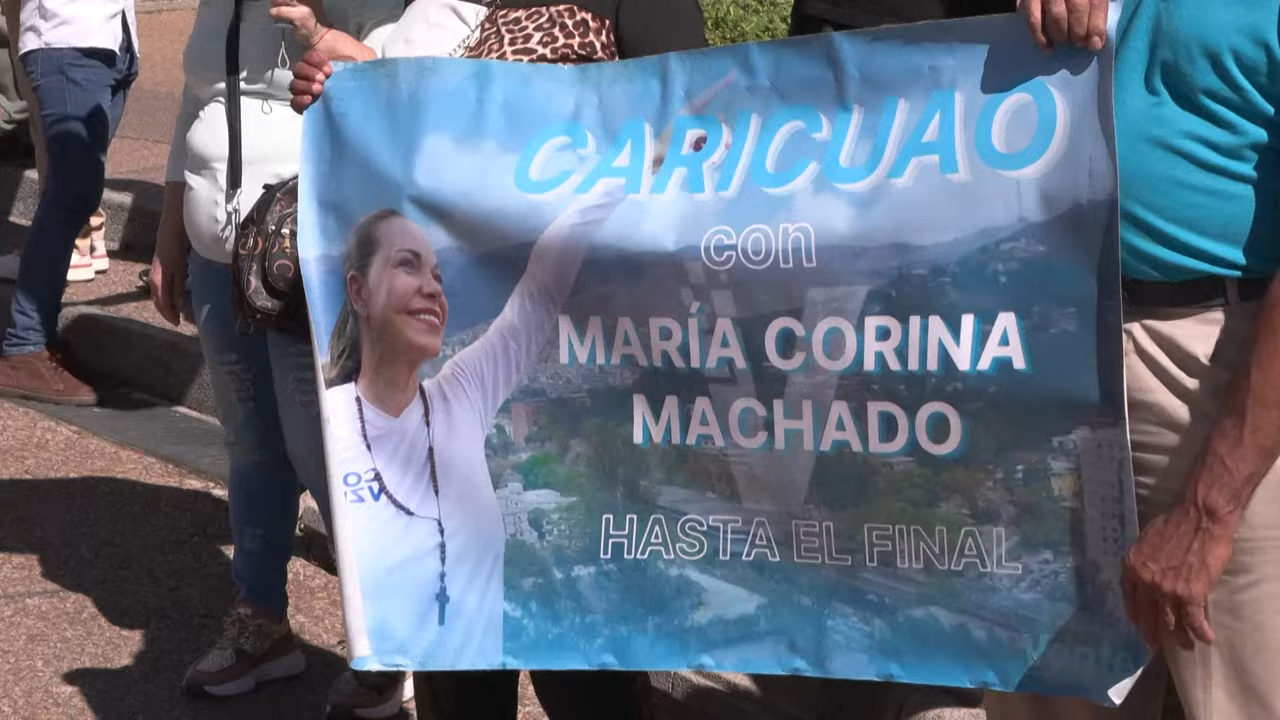 CARICUAO
con
MARÍA CORINA
MACHADO
HASTA EL FINAL